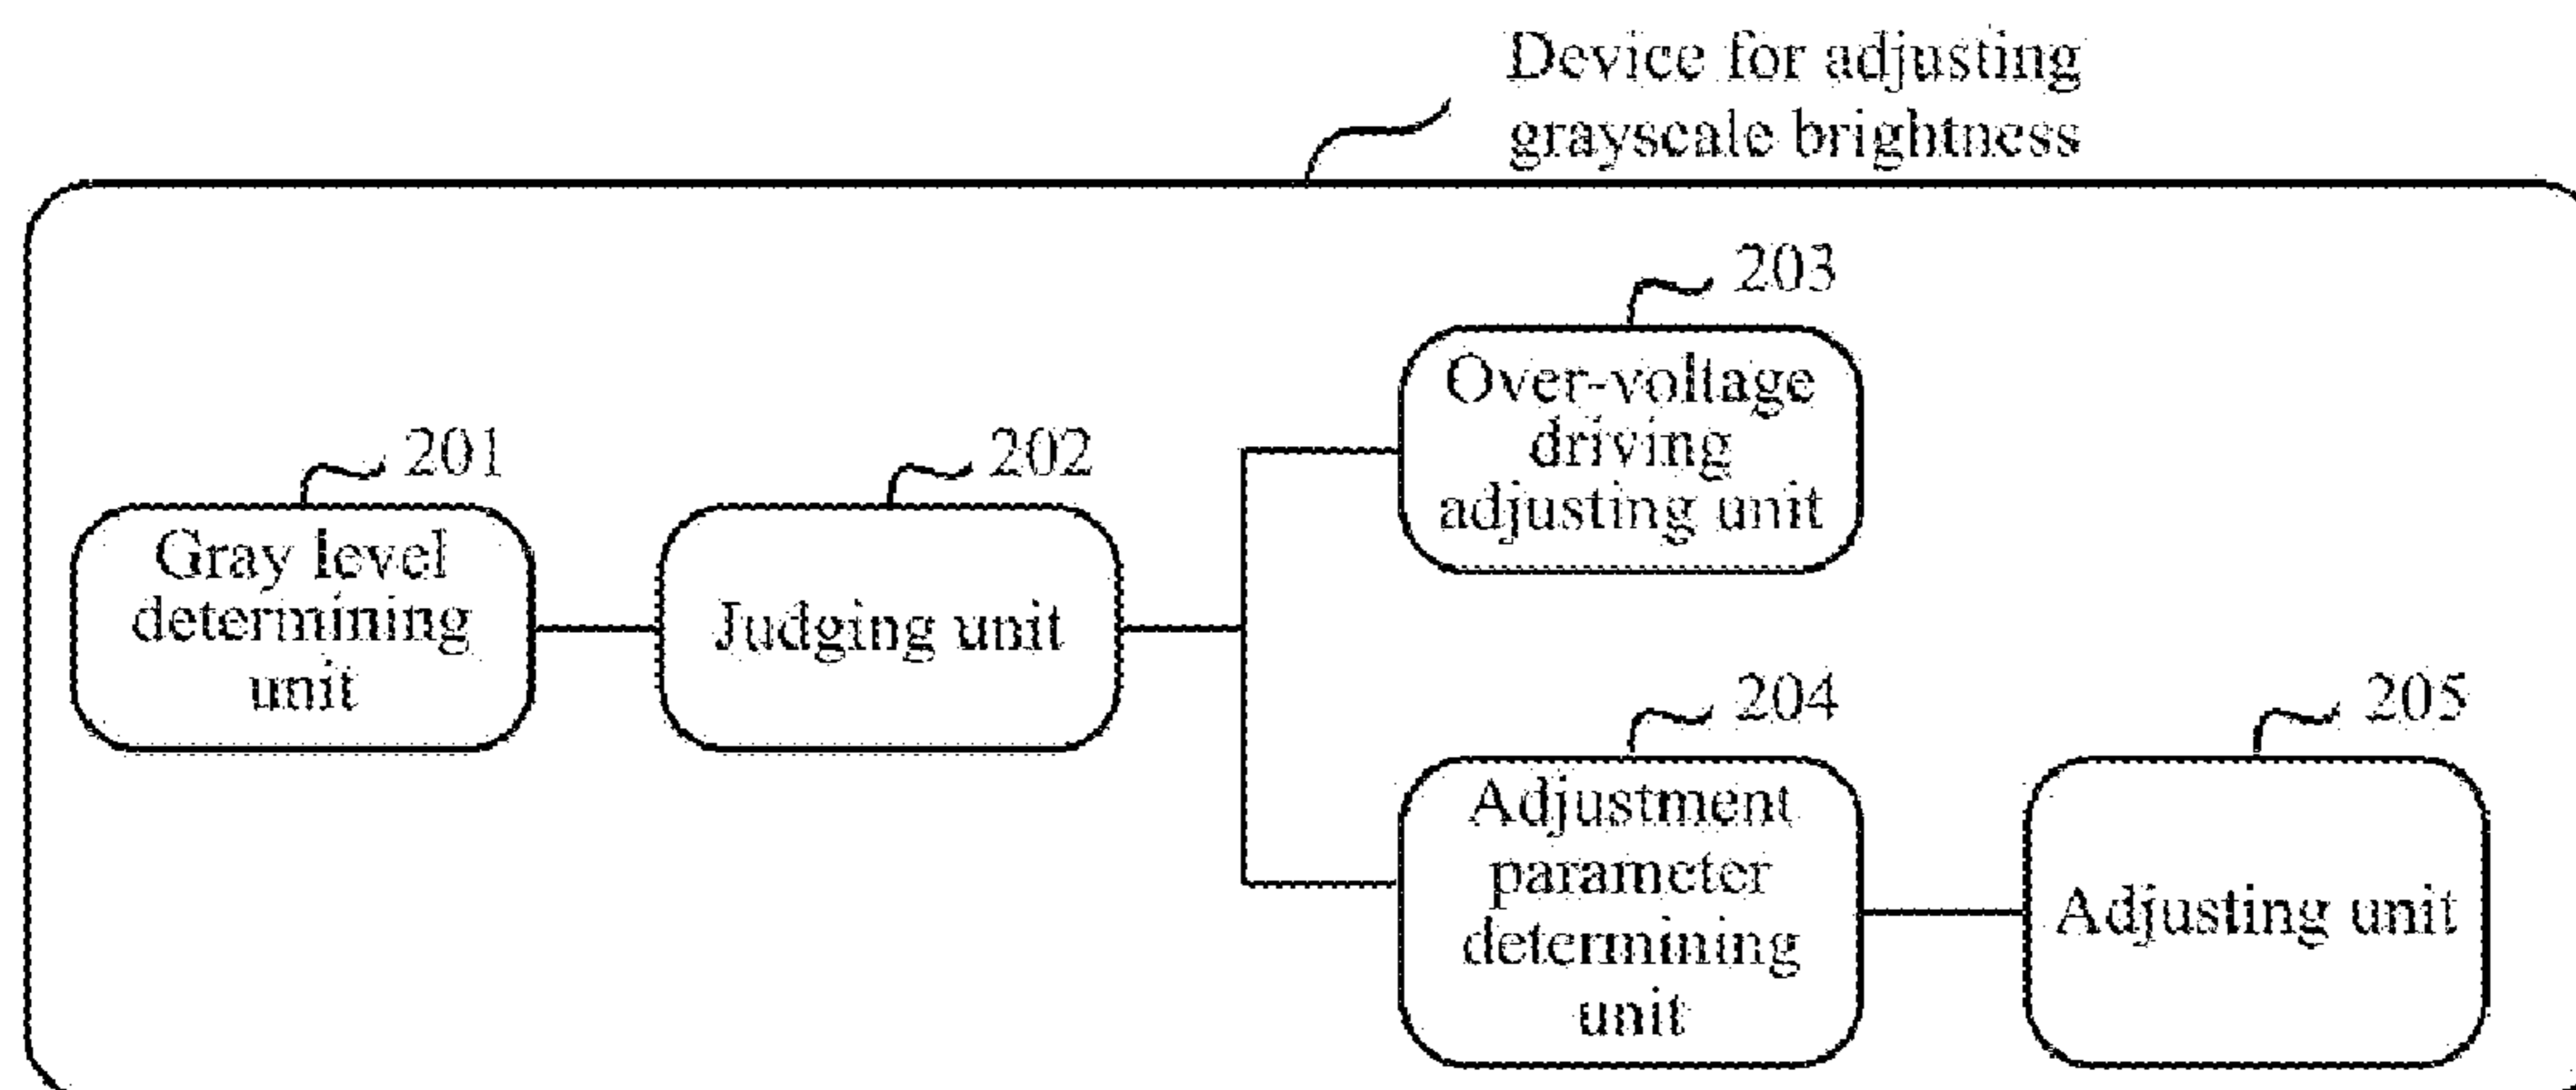 Device for adjusting
grayscale brightness
203
Over-voltage
driving
adjusting unit
201
Gray level
determining
unit
202
Judging unit
204
Adjustment
parameter
determining
unit
205
Adjusting unit